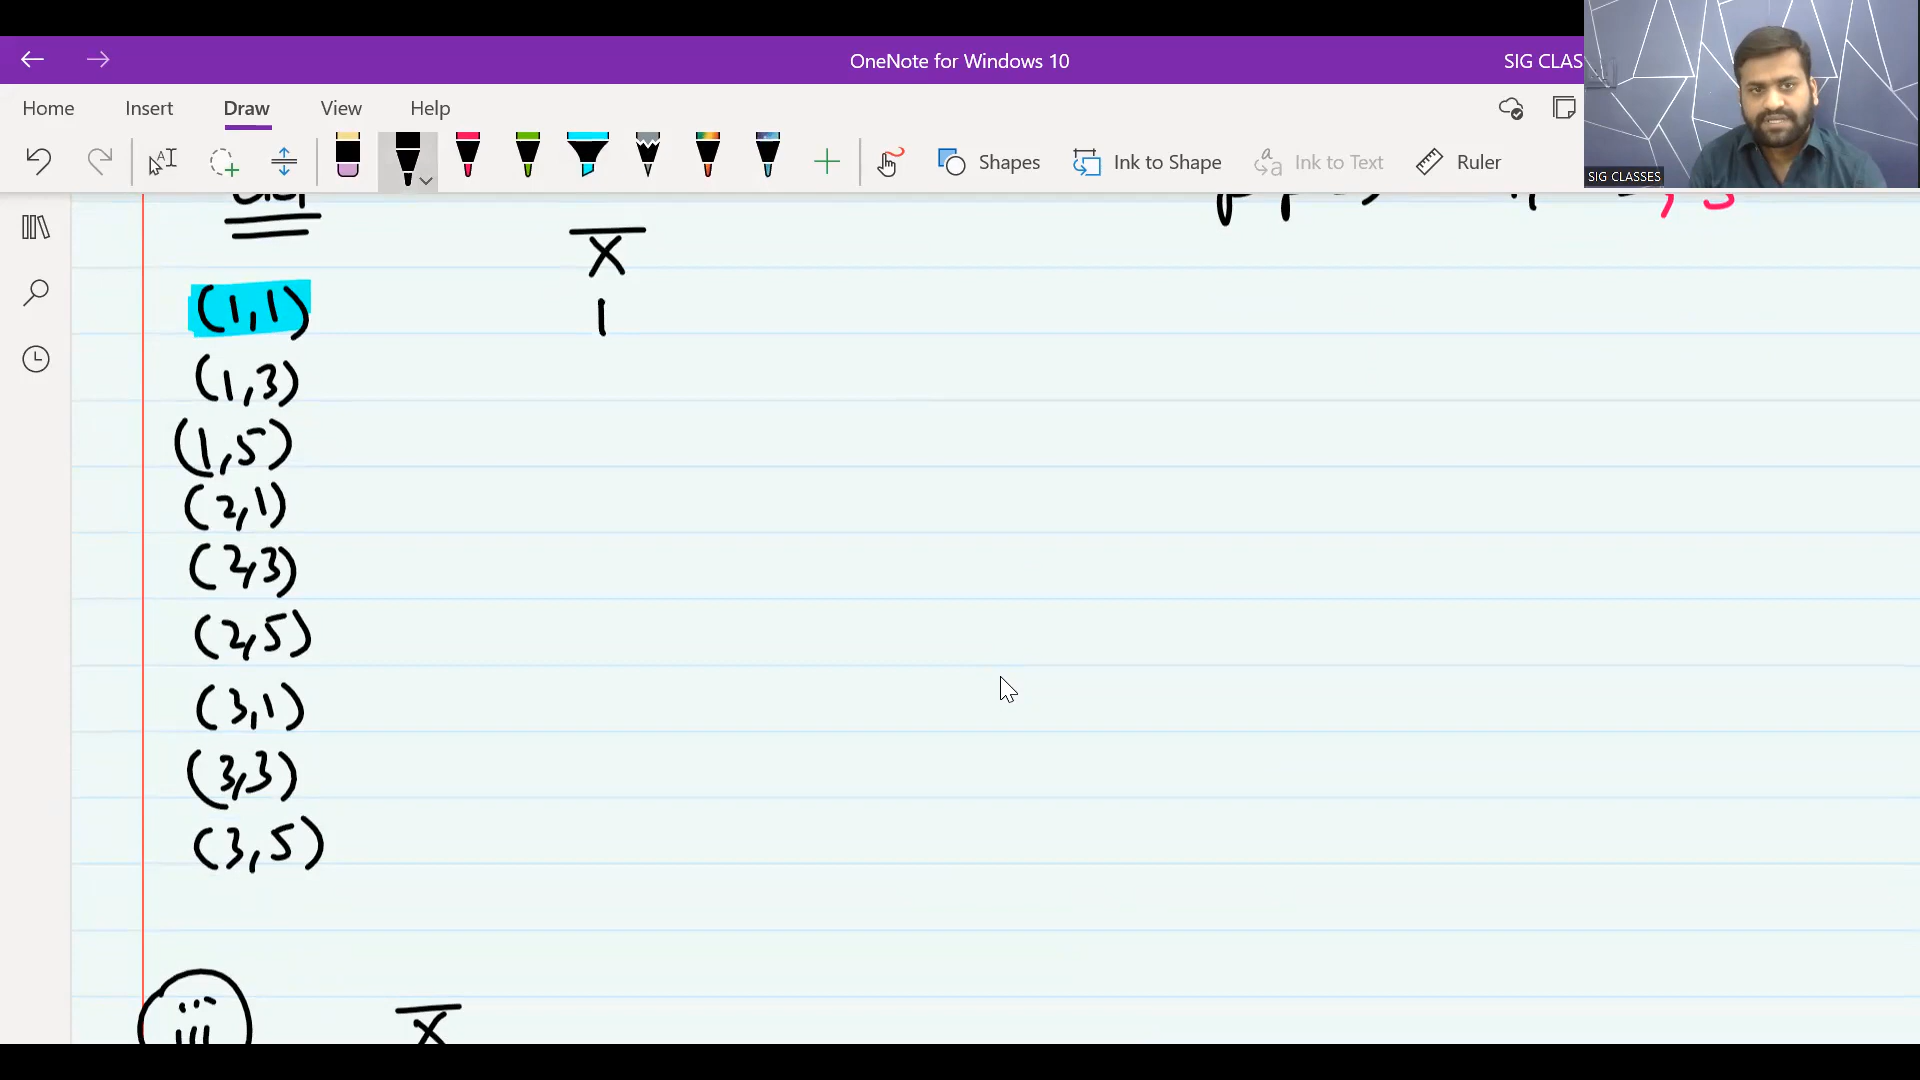 OneNote for Windows 10
SIG CLAS
Home Insert Draw View Help
Shapes Ink to Shape Ink to Text Ruler
SIG CLASSES
X
(1,1) 1
(1,3)
(1,5)
(2,1)
(2,3)
(2,5)
(3,1)
(3,3)
(3,5)
iii X